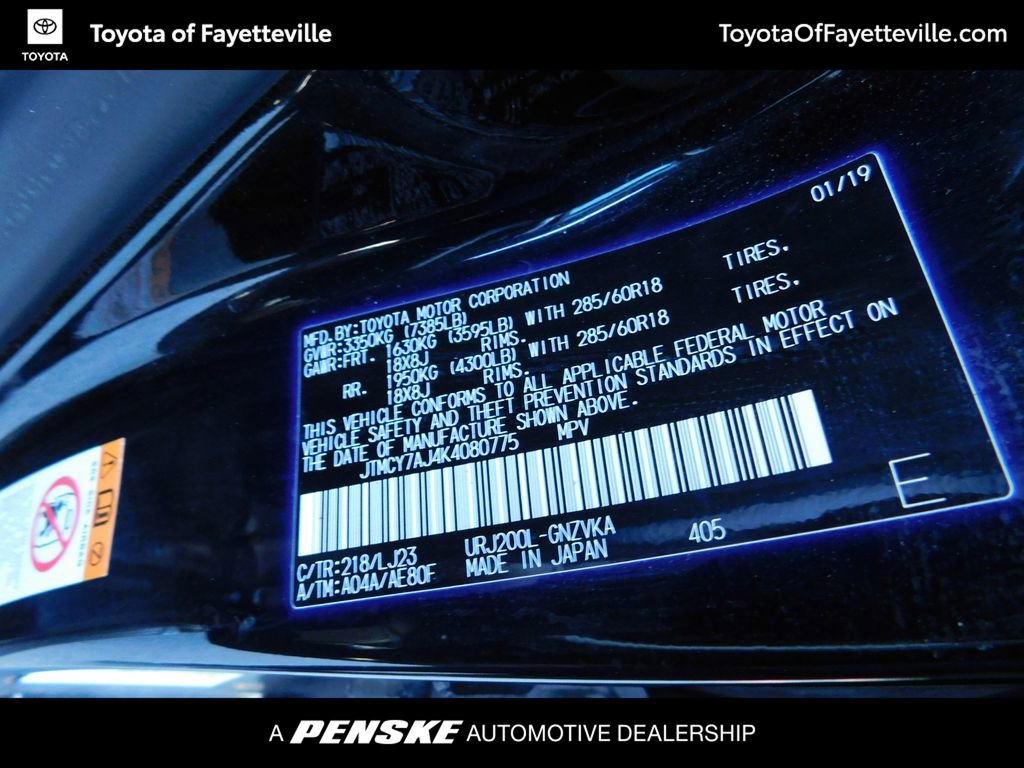 TOYOTA
Toyota of Fayetteville
ToyotaOfFayetteville.com
01/19
MFD. BY: TOYOTA MOTOR CORPORATION
GVWR: 3350KG (7385LB)
GAWR: FRT. 1630KG (3595LB) WITH 285/60R18 TIRES.
18X8J RIMS.
RR. 1950KG (4300LB) WITH 285/60R18 TIRES.
18X8J RIMS.
THIS VEHICLE CONFORMS TO ALL APPLICABLE FEDERAL MOTOR
VEHICLE SAFETY AND THEFT PREVENTION STANDARDS IN EFFECT ON
THE DATE OF MANUFACTURE SHOWN ABOVE.
JTMCY7AJ4K4080775 MPV
E
C/TR: 218/LJ23 URJ200L-GNZVKA 405
A/TM: A04A/AE80F MADE IN JAPAN
SRS SIDE AIRBAG
A PENSKE AUTOMOTIVE DEALERSHIP